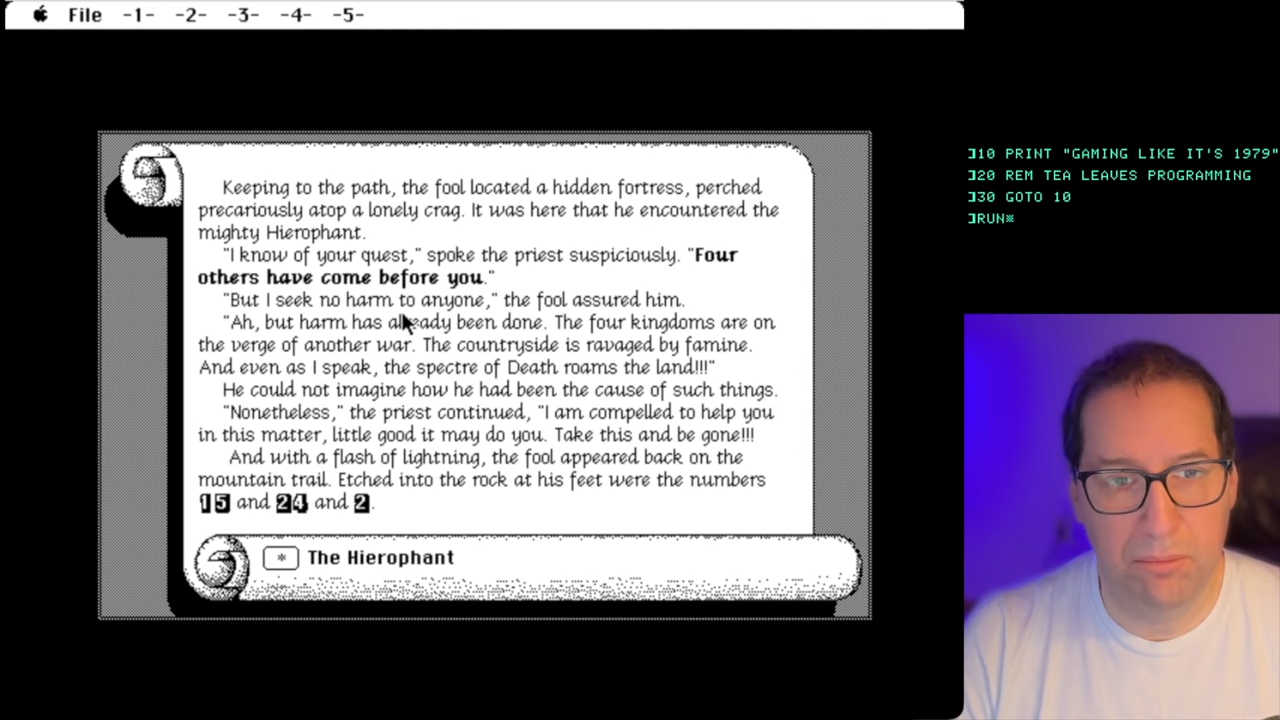 File -1- -2- -3- -4- -5-
Keeping to the path, the fool located a hidden fortress, perched
precariously atop a lonely crag. It was here that he encountered the
mighty Hierophant.
"I know of your quest," spoke the priest suspiciously. "Four
others have come before you."
"But I seek no harm to anyone," the fool assured him.
"Ah, but harm has already been done. The four kingdoms are on
the verge of another war. The countryside is ravaged by famine.
And even as I speak, the spectre of Death roams the land!!!"
He could not imagine how he had been the cause of such things.
"Nonetheless," the priest continued, "I am compelled to help you
in this matter, little good it may do you. Take this and be gone!!!
And with a flash of lightning, the fool appeared back on the
mountain trail. Etched into the rock at his feet were the numbers
15 and 24 and 2.
* The Hierophant
]10 PRINT "GAMING LIKE IT'S 1979"
]20 REM TEA LEAVES PROGRAMMING
]30 GOTO 10
]RUN※